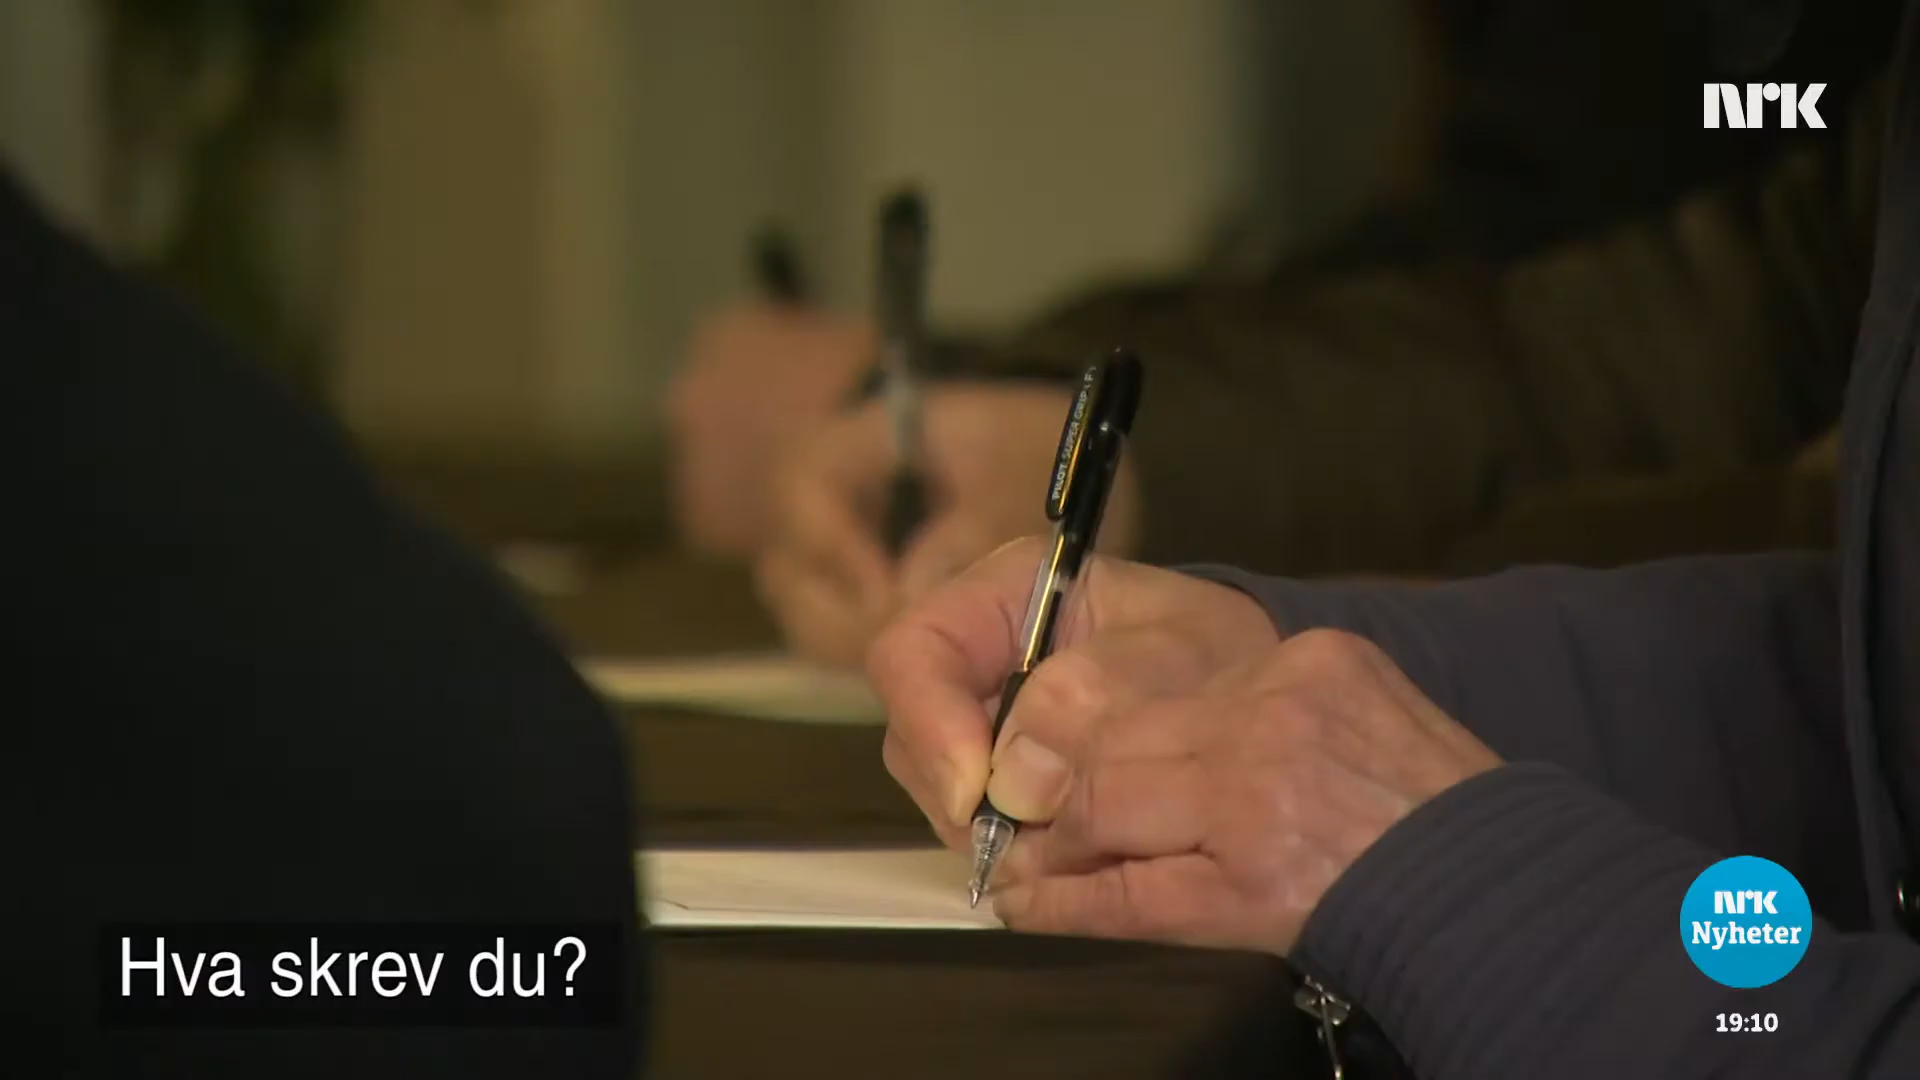 NRK
PILOT SUPER GRIP (F)
Hva skrev du?
NRK
Nyheter
19:10